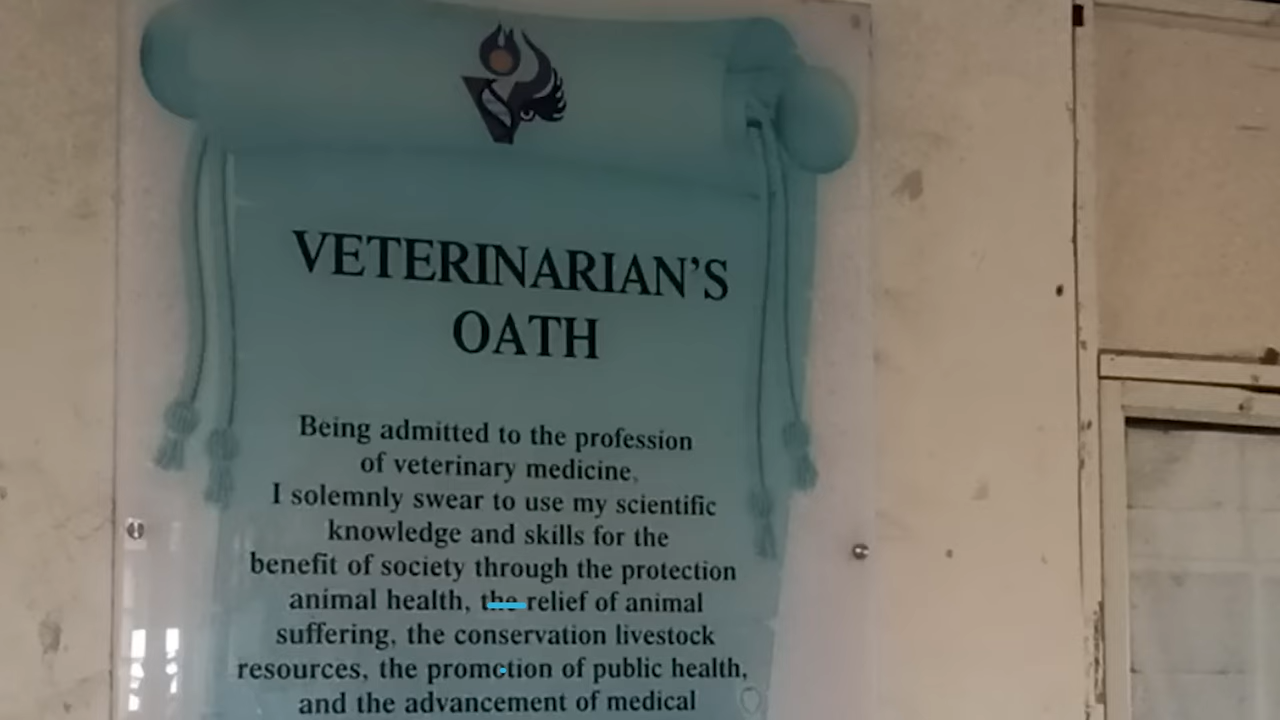 VETERINARIAN'S
OATH
Being admitted to the profession
of veterinary medicine,
I solemnly swear to use my scientific
knowledge and skills for the
benefit of society through the protection
animal health, the relief of animal
suffering, the conservation livestock
resources, the promotion of public health,
and the advancement of medical